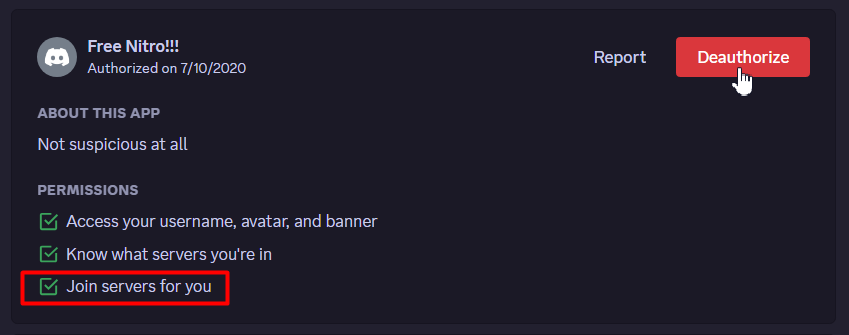 Free Nitro!!!
Authorized on 7/10/2020
Report
Deauthorize
ABOUT THIS APP
Not suspicious at all
PERMISSIONS
Access your username, avatar, and banner
Know what servers you're in
Join servers for you